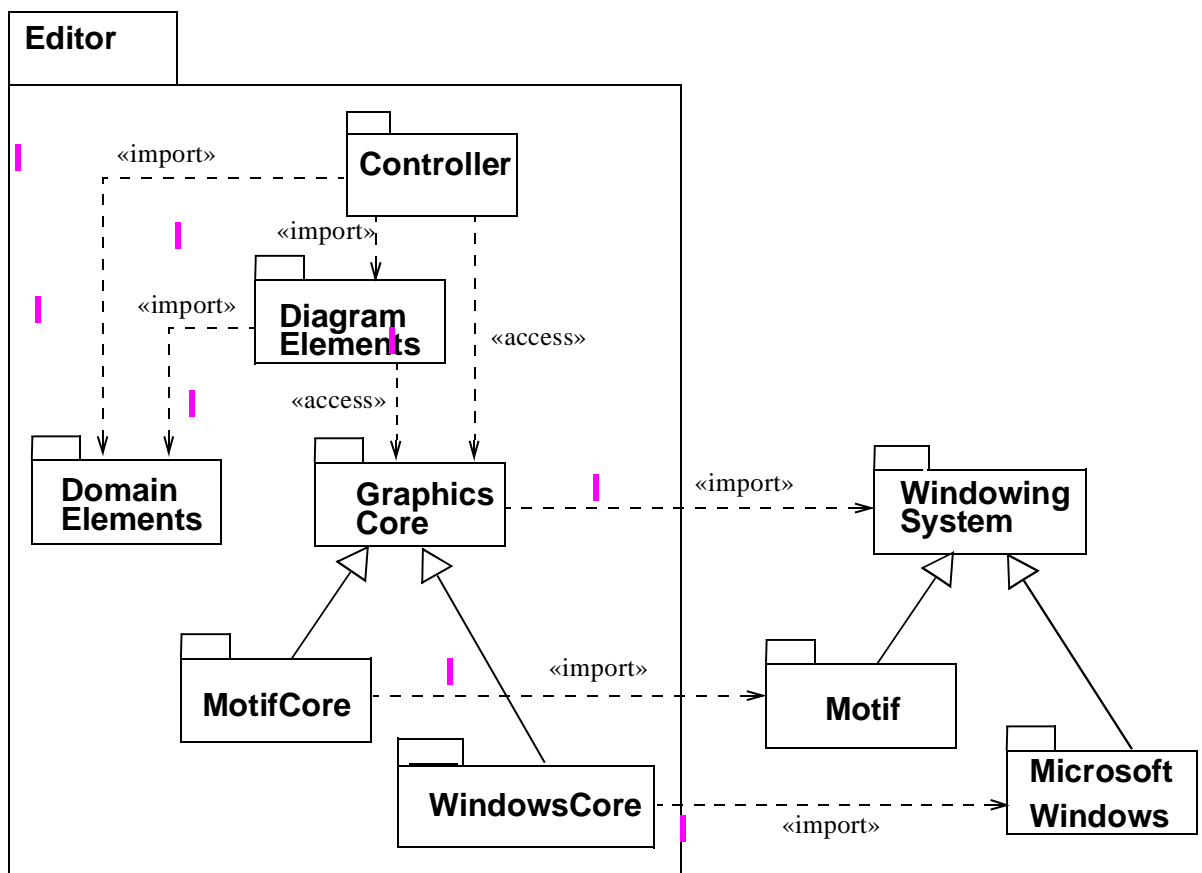 Editor
Controller
«import»
«import»
«import»
Diagram
Elements
«access»
«access»
Domain
Elements
Graphics
Core
«import»
Windowing
System
MotifCore
«import»
Motif
WindowsCore
«import»
Microsoft
Windows